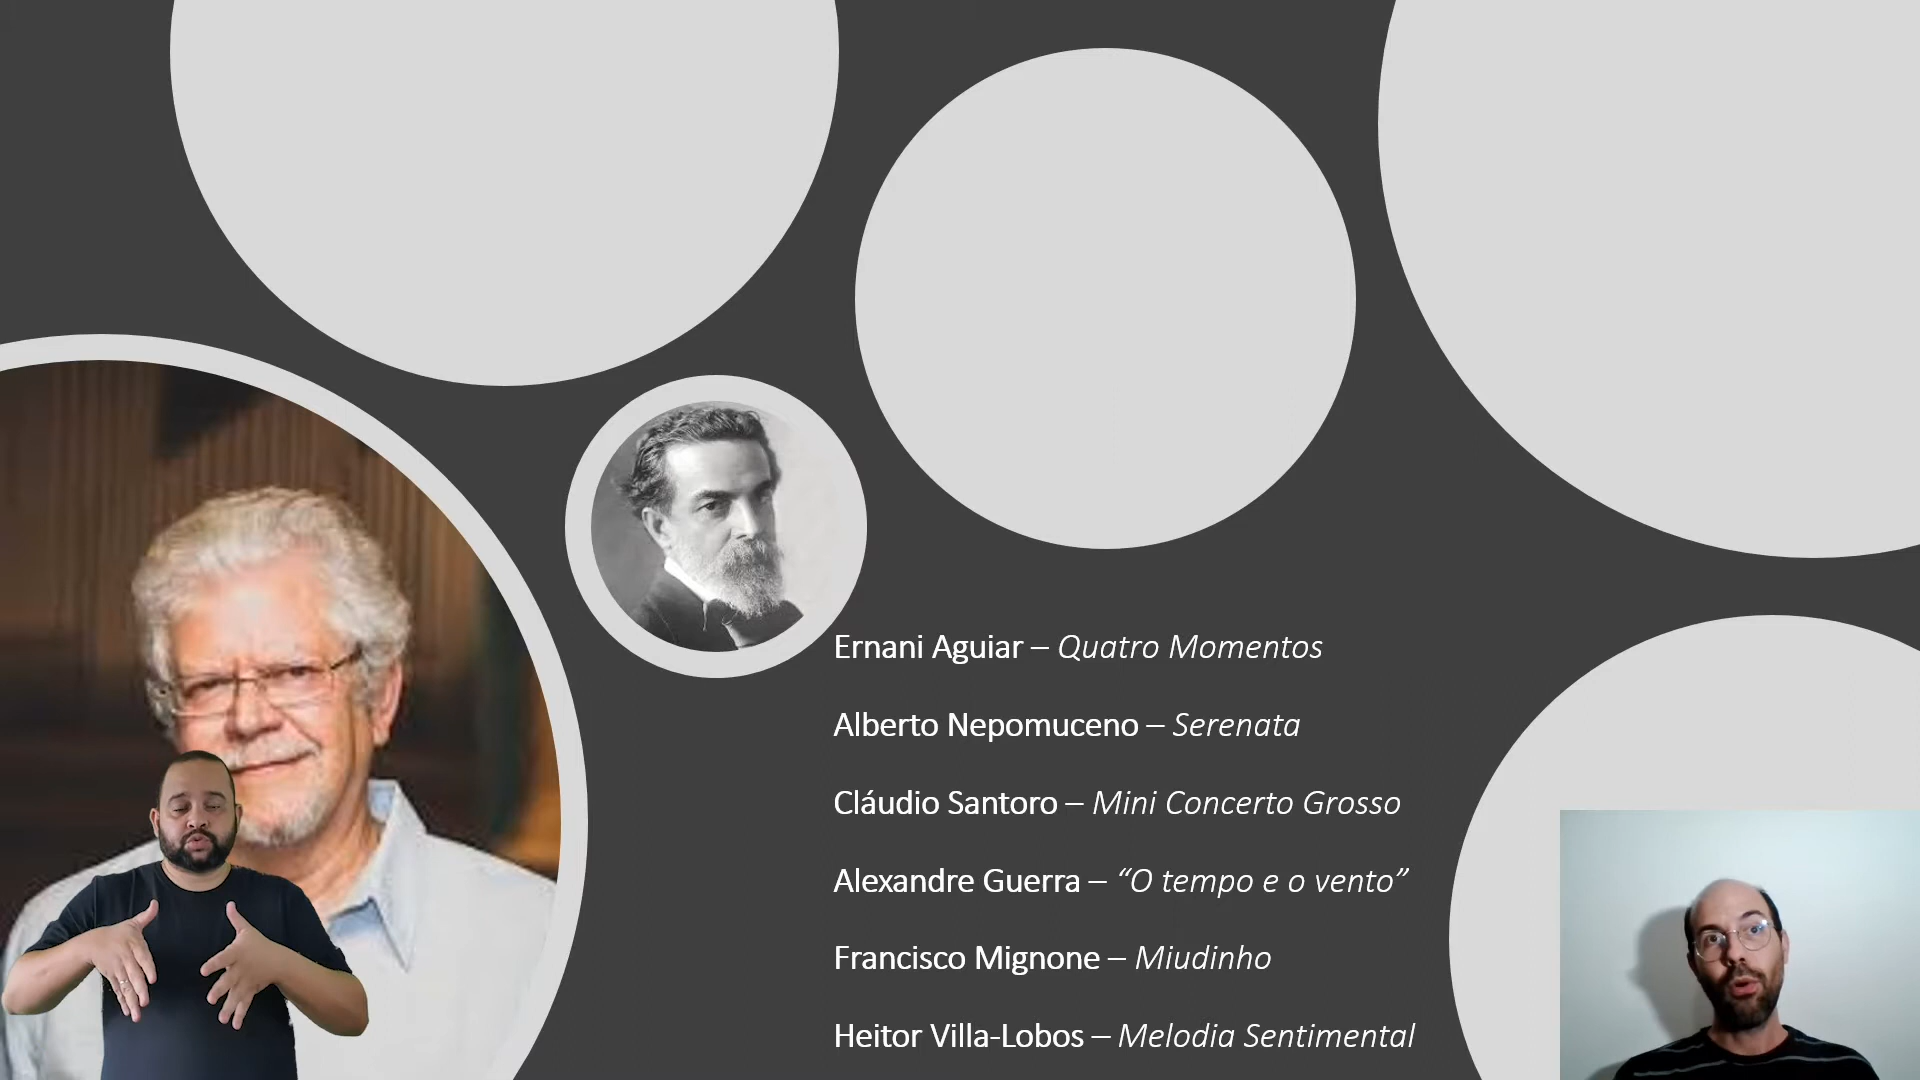 Ernani Aguiar – Quatro Momentos
Alberto Nepomuceno – Serenata
Cláudio Santoro – Mini Concerto Grosso
Alexandre Guerra – “O tempo e o vento”
Francisco Mignone – Miudinho
Heitor Villa-Lobos – Melodia Sentimental